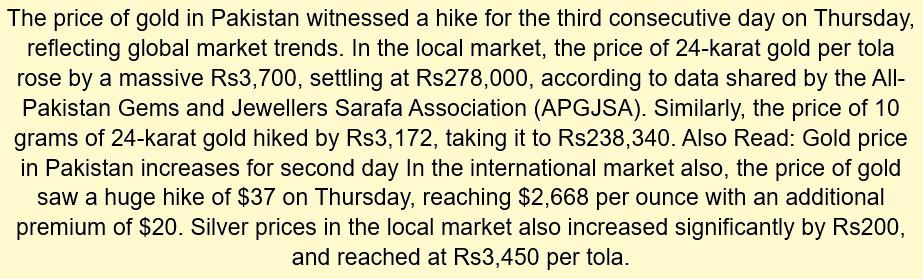 The price of gold in Pakistan witnessed a hike for the third consecutive day on Thursday,
reflecting global market trends. In the local market, the price of 24-karat gold per tola
rose by a massive Rs3,700, settling at Rs278,000, according to data shared by the All-
Pakistan Gems and Jewellers Sarafa Association (APGJSA). Similarly, the price of 10
grams of 24-karat gold hiked by Rs3,172, taking it to Rs238,340. Also Read: Gold price
in Pakistan increases for second day In the international market also, the price of gold
saw a huge hike of $37 on Thursday, reaching $2,668 per ounce with an additional
premium of $20. Silver prices in the local market also increased significantly by Rs200,
and reached at Rs3,450 per tola.